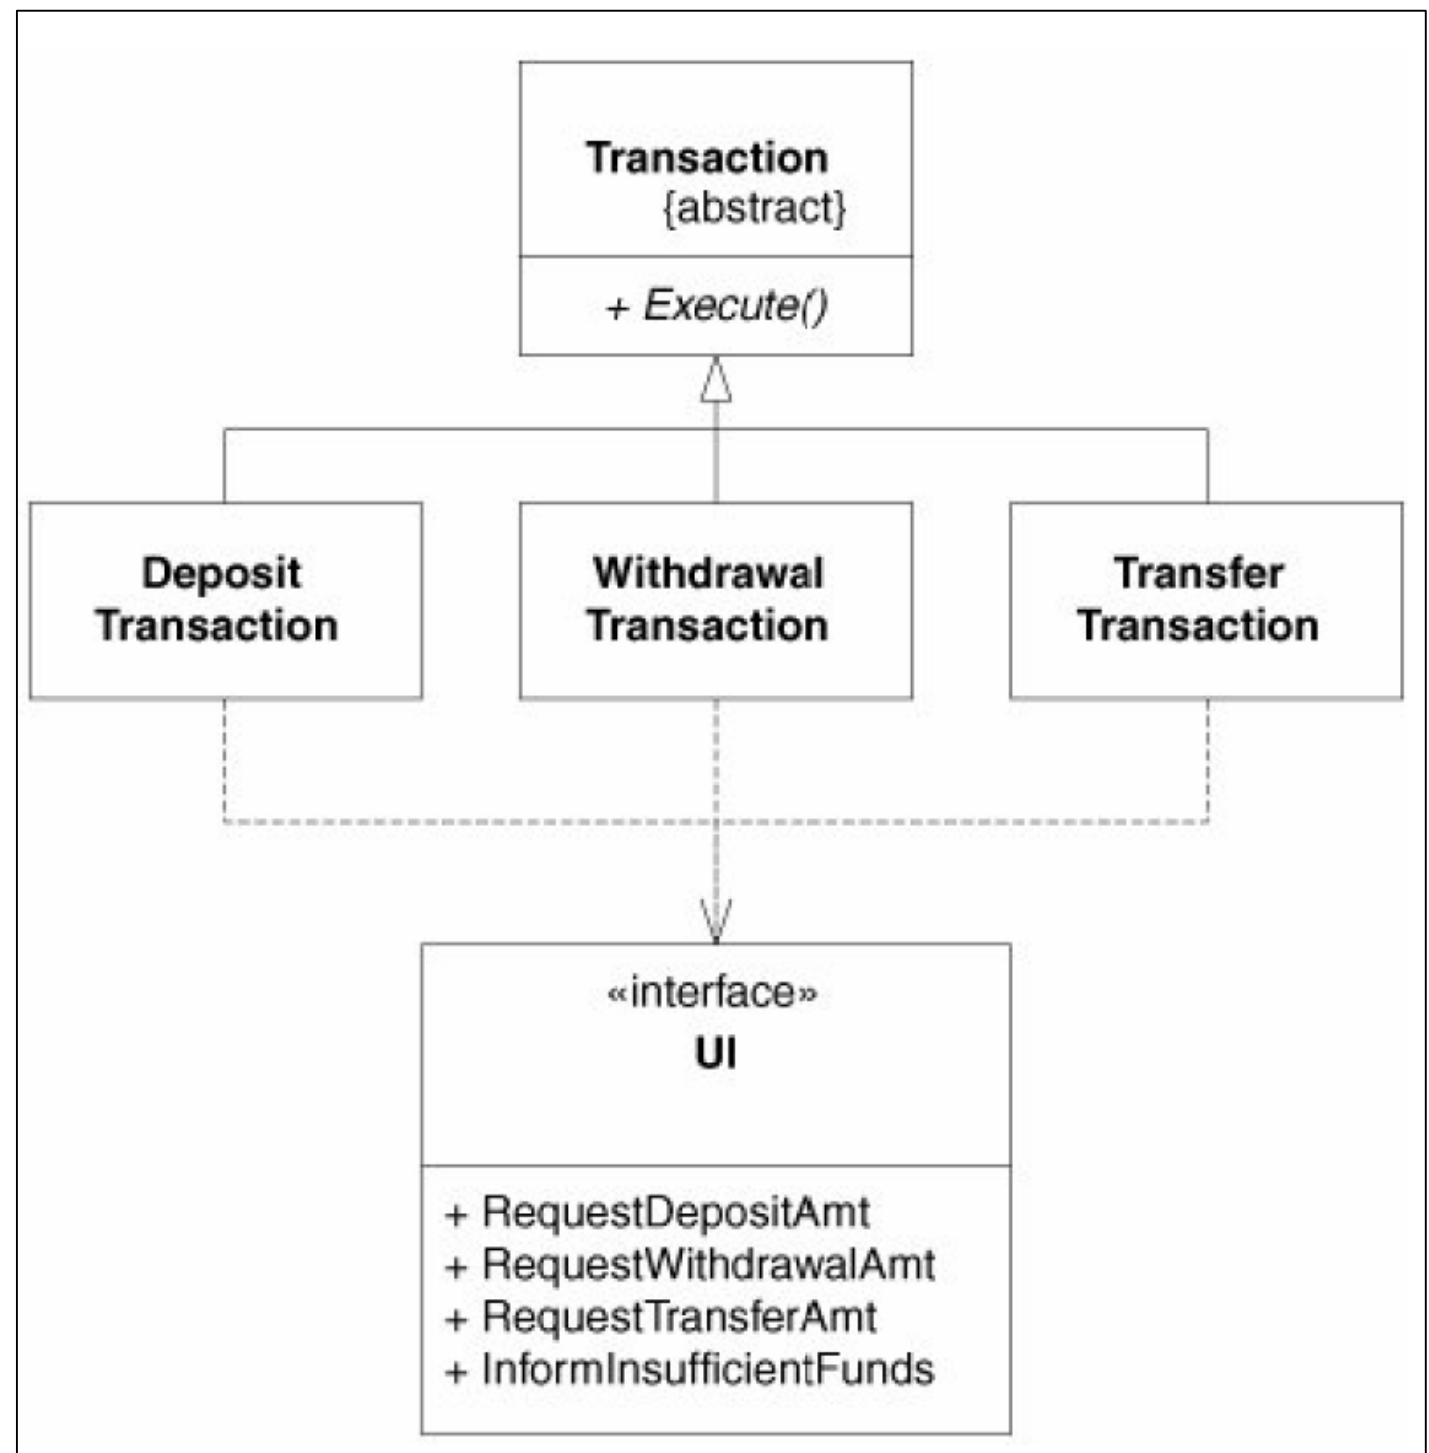 Transaction
{abstract}
+ Execute()
Deposit
Transaction
Withdrawal
Transaction
Transfer
Transaction
«interface»
UI
+ RequestDepositAmt
+ RequestWithdrawalAmt
+ RequestTransferAmt
+ InformInsufficientFunds